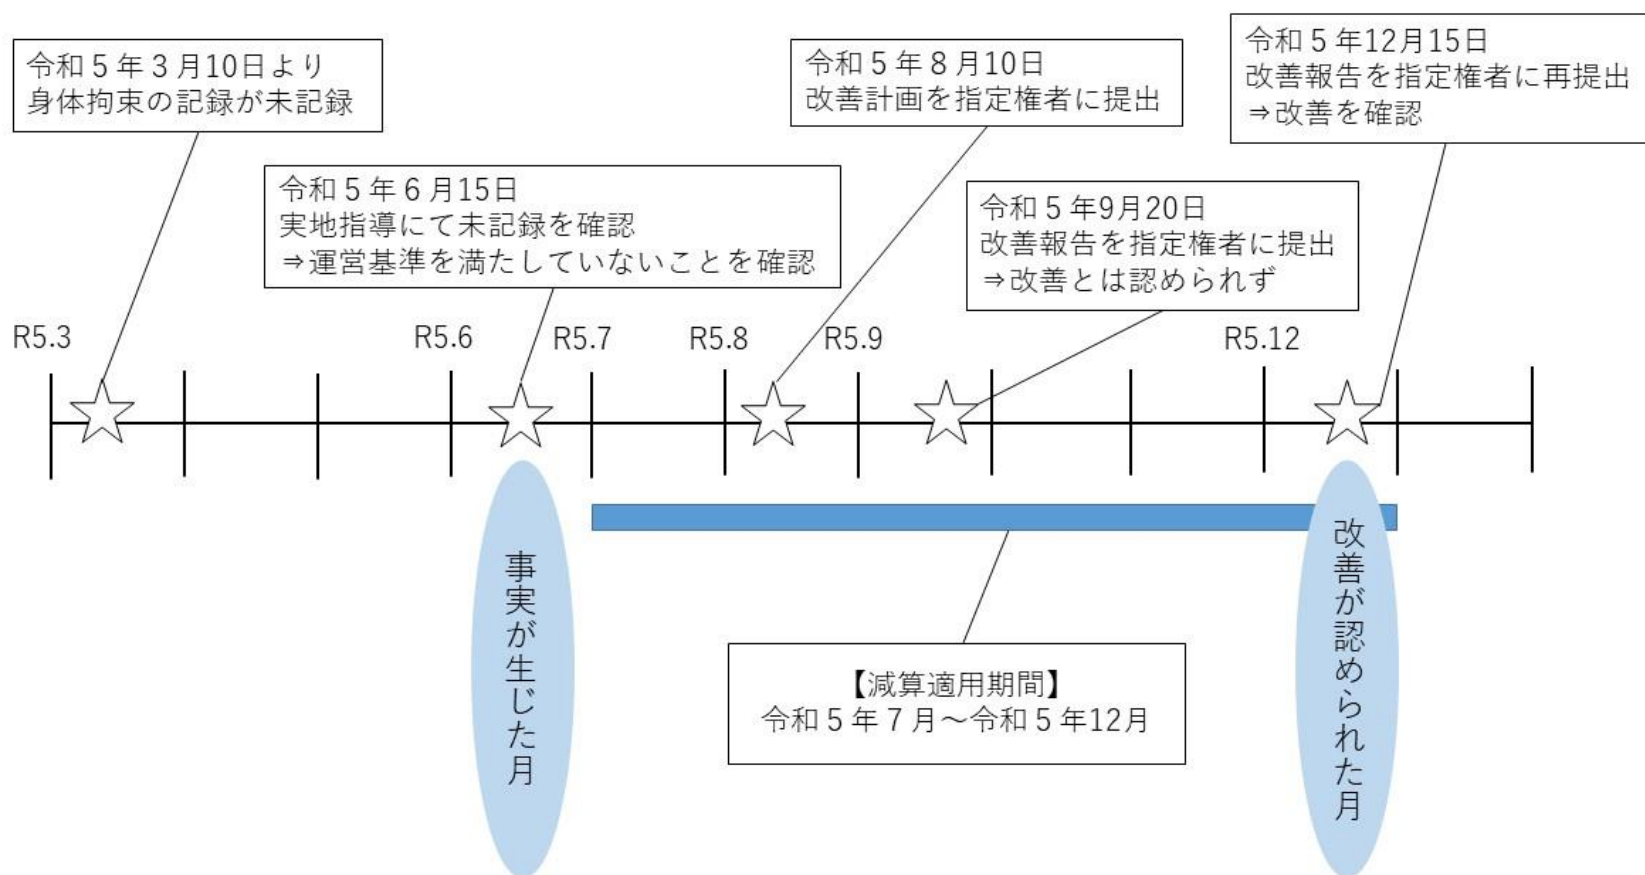 令和５年３月10日より
身体拘束の記録が未記録
令和５年６月15日
実地指導にて未記録を確認
⇒運営基準を満たしていないことを確認
令和５年８月10日
改善計画を指定権者に提出
令和５年9月20日
改善報告を指定権者に提出
⇒改善とは認められず
令和５年12月15日
改善報告を指定権者に再提出
⇒改善を確認
R5.3
R5.6
R5.7
R5.8
R5.9
R5.12
事実が生じた月
【減算適用期間】
令和５年７月～令和５年12月
改善が認められた月